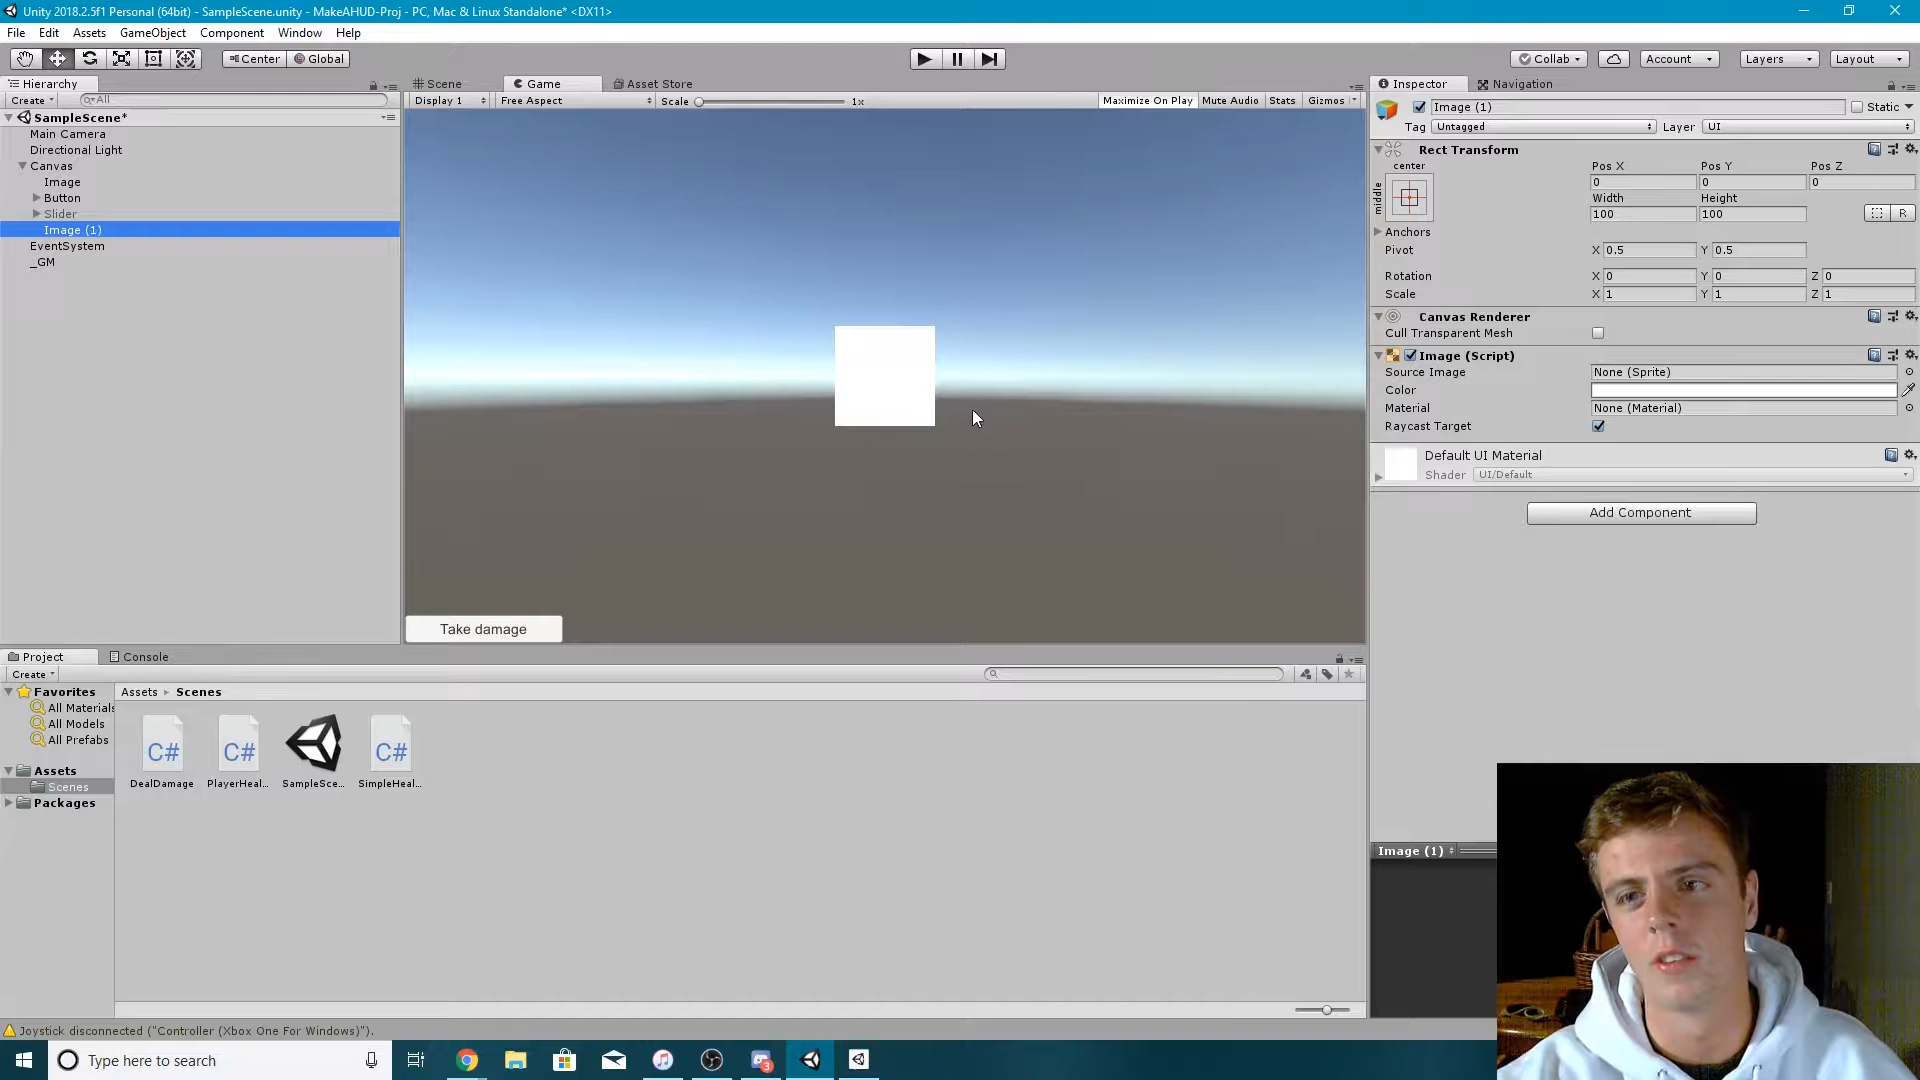 Unity 2018.2.5f1 Personal (64bit) - SampleScene.unity - MakeAHUD-Proj - PC, Mac & Linux Standalone* <DX11>
File Edit Assets GameObject Component Window Help
Center Global Collab Account Layers Layout
Hierarchy
Create All
SampleScene*
Main Camera
Directional Light
Canvas
Image
Button
Slider
Image (1)
EventSystem
_GM
Scene Game Asset Store
Display 1 Free Aspect Scale 1x Maximize On Play Mute Audio Stats Gizmos
Take damage
Inspector Navigation
Image (1) Static
Tag Untagged Layer UI
Rect Transform
center
middle
Pos X Pos Y Pos Z
0 0 0
Width Height
100 100 R
Anchors
Pivot X 0.5 Y 0.5
Rotation X 0 Y 0 Z 0
Scale X 1 Y 1 Z 1
Canvas Renderer
Cull Transparent Mesh
Image (Script)
Source Image None (Sprite)
Color
Material None (Material)
Raycast Target
Default UI Material
Shader UI/Default
Add Component
Image (1)
Project Console
Create
Favorites
All Materials
All Models
All Prefabs
Assets
Scenes
Packages
Assets Scenes
C# C# C#
DealDamage PlayerHeal... SampleSce... SimpleHeal...
Joystick disconnected ("Controller (Xbox One For Windows)").
Type here to search
3